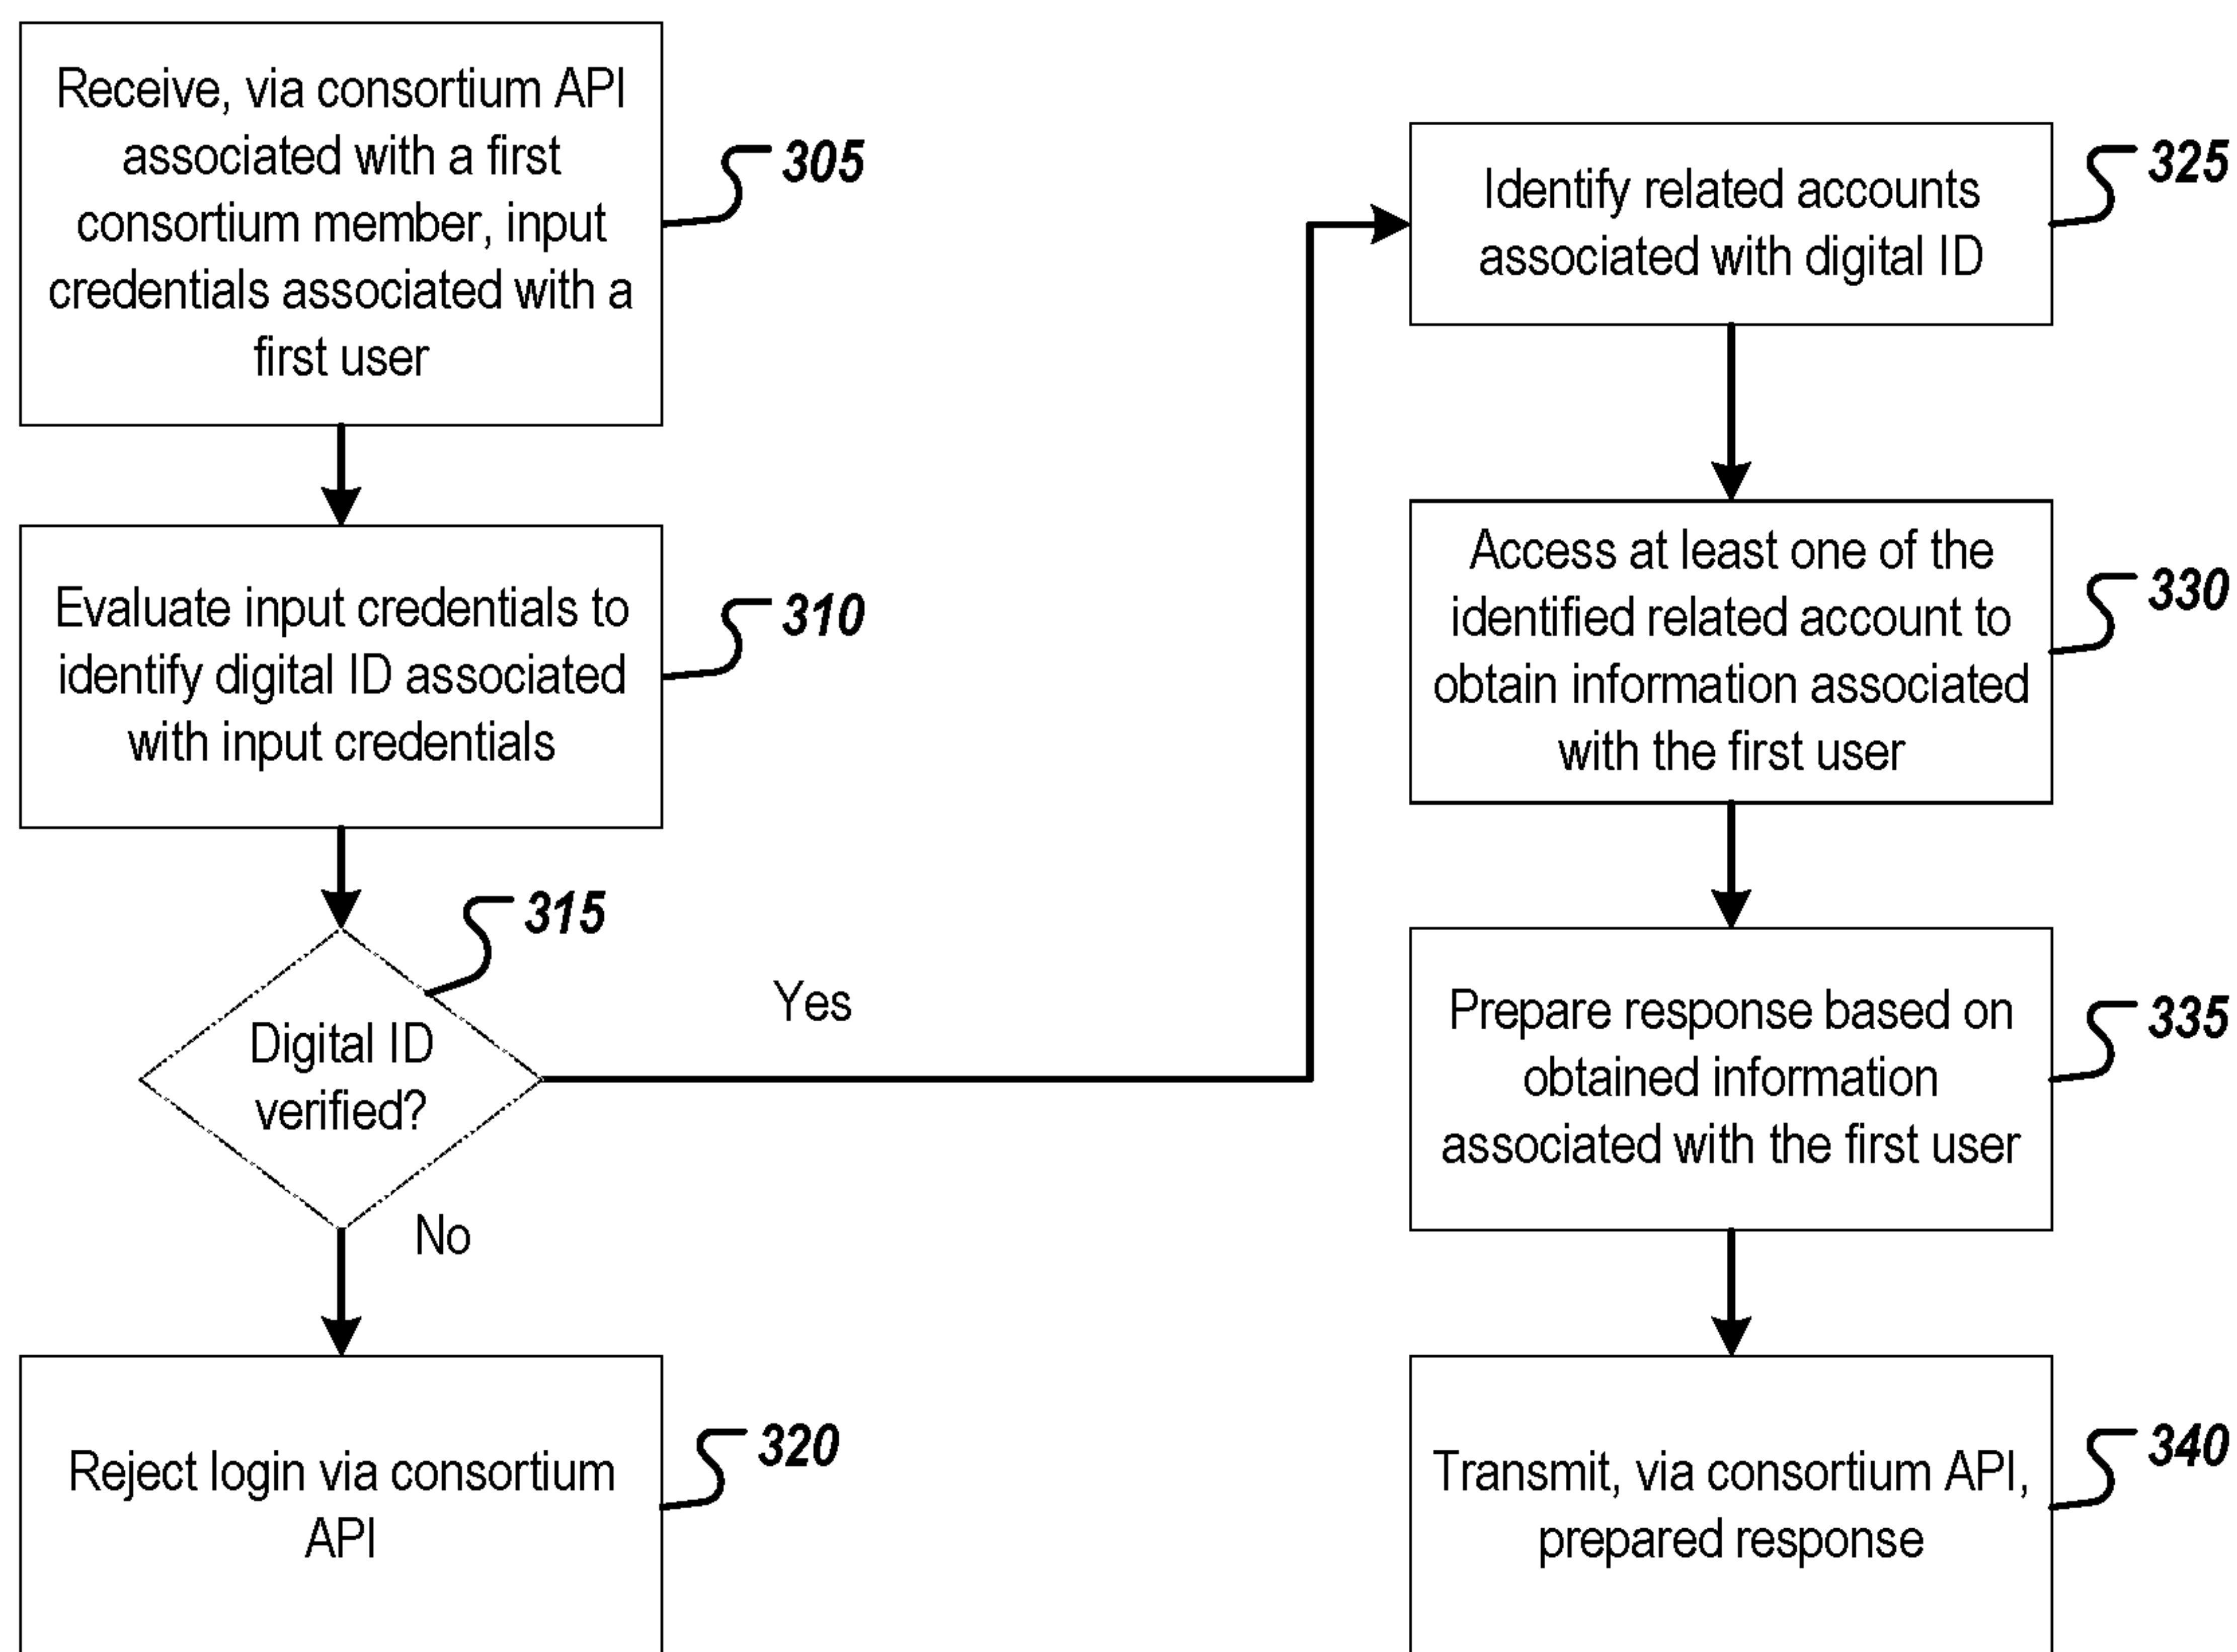 Receive, via consortium API
associated with a first
consortium member, input
credentials associated with a
first user
305
Evaluate input credentials to
identify digital ID associated
with input credentials
310
315
Digital ID
verified?
Yes
No
Reject login via consortium
API
320
Identify related accounts
associated with digital ID
325
Access at least one of the
identified related account to
obtain information associated
with the first user
330
Prepare response based on
obtained information
associated with the first user
335
Transmit, via consortium API,
prepared response
340